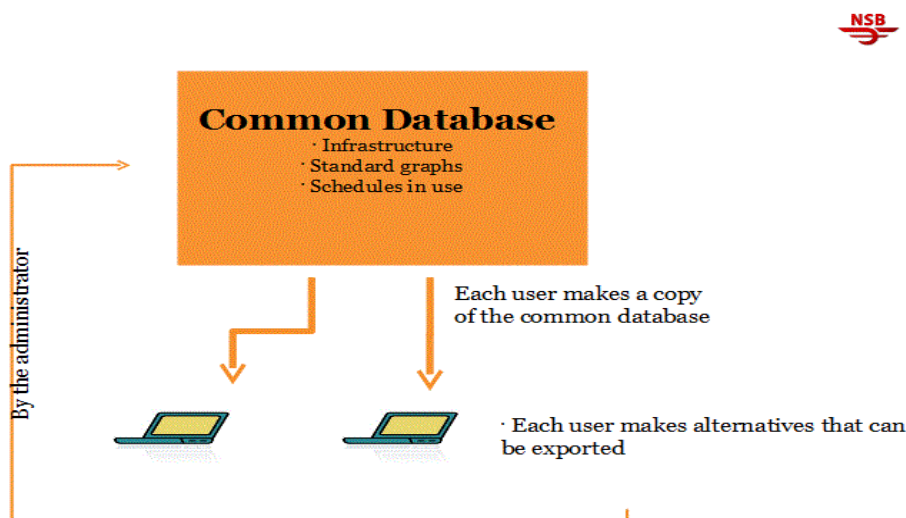 NSB
Common Database
· Infrastructure
· Standard graphs
· Schedules in use
By the administrator
Each user makes a copy
of the common database
· Each user makes alternatives that can
be exported